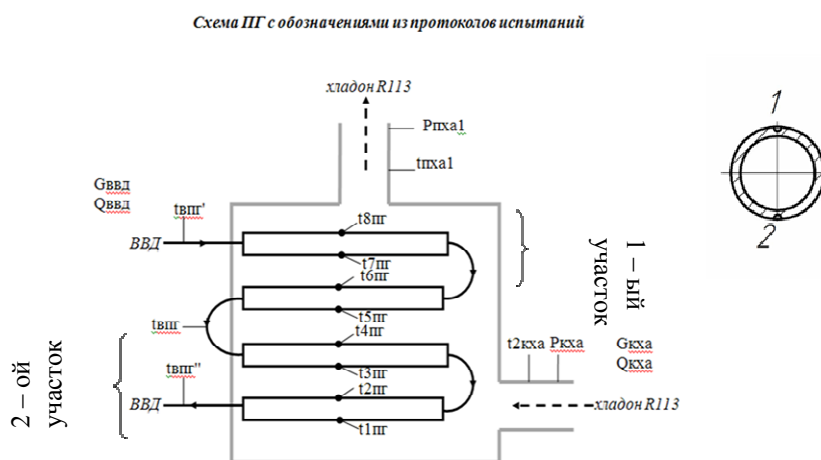 Схема ПГ с обозначениями из протоколов испытаний
хладон R113
Рпха1
tпха1
1
2
Gввд
Qввд
tвпг'
ВВД
t8пг
t7пг
t6пг
t5пг
tвпг
t4пг
t3пг
t2пг
t1пг
tвпг''
ВВД
1 – ый
участок
2 – ой
участок
t2кха Ркха
Gкха
Qкха
хладон R113